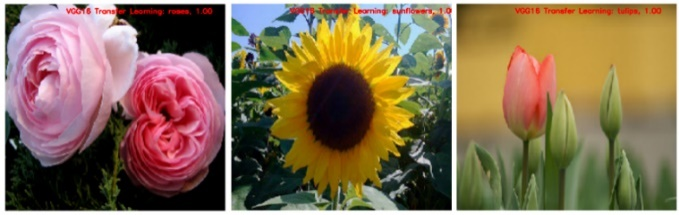 VGG16 Transfer Learning: roses, 1.00
VGG16 Transfer Learning: sunflowers, 1.0
VGG16 Transfer Learning: tulips, 1.00